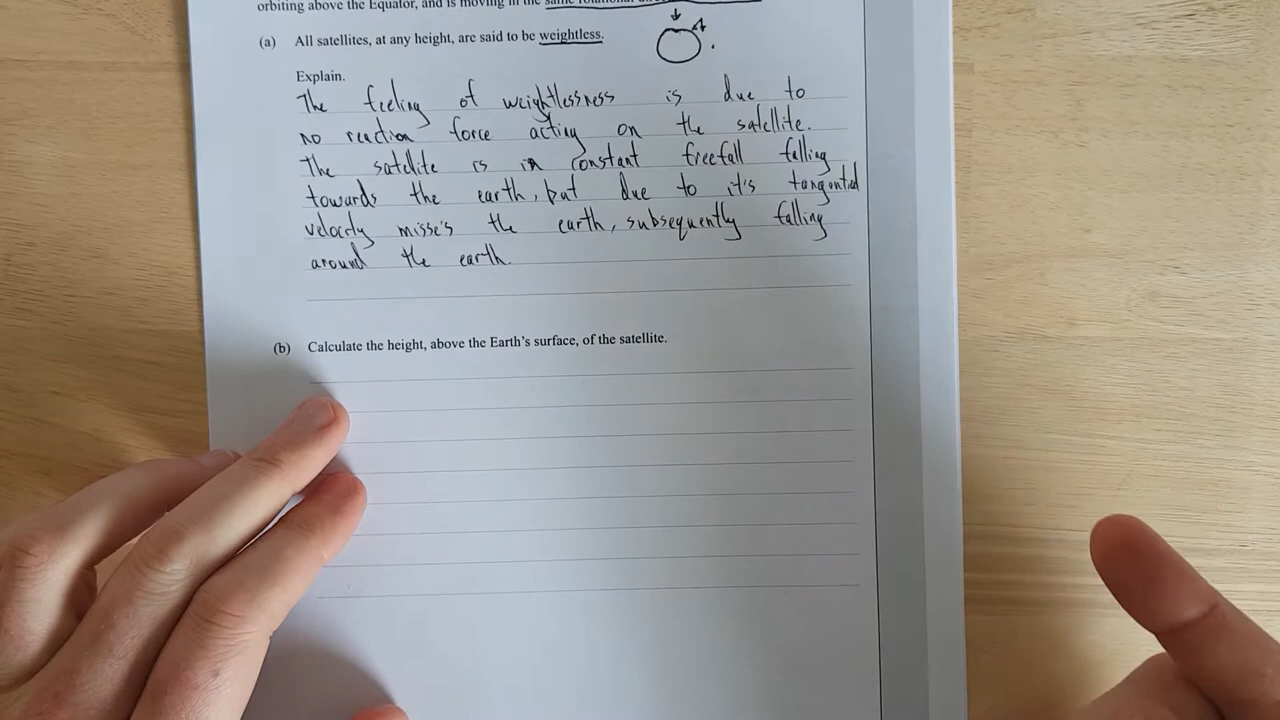 orbiting above the Equator, and is moving in the same rotational
(a) All satellites, at any height, are said to be weightless.
Explain.
The feeling of weightlessness is due to
no reaction force acting on the satellite.
The satellite is in constant freefall falling
towards the earth, but due to it's tangential
velocity misse's the earth, subsequently falling
around the earth.
(b) Calculate the height, above the Earth's surface, of the satellite.